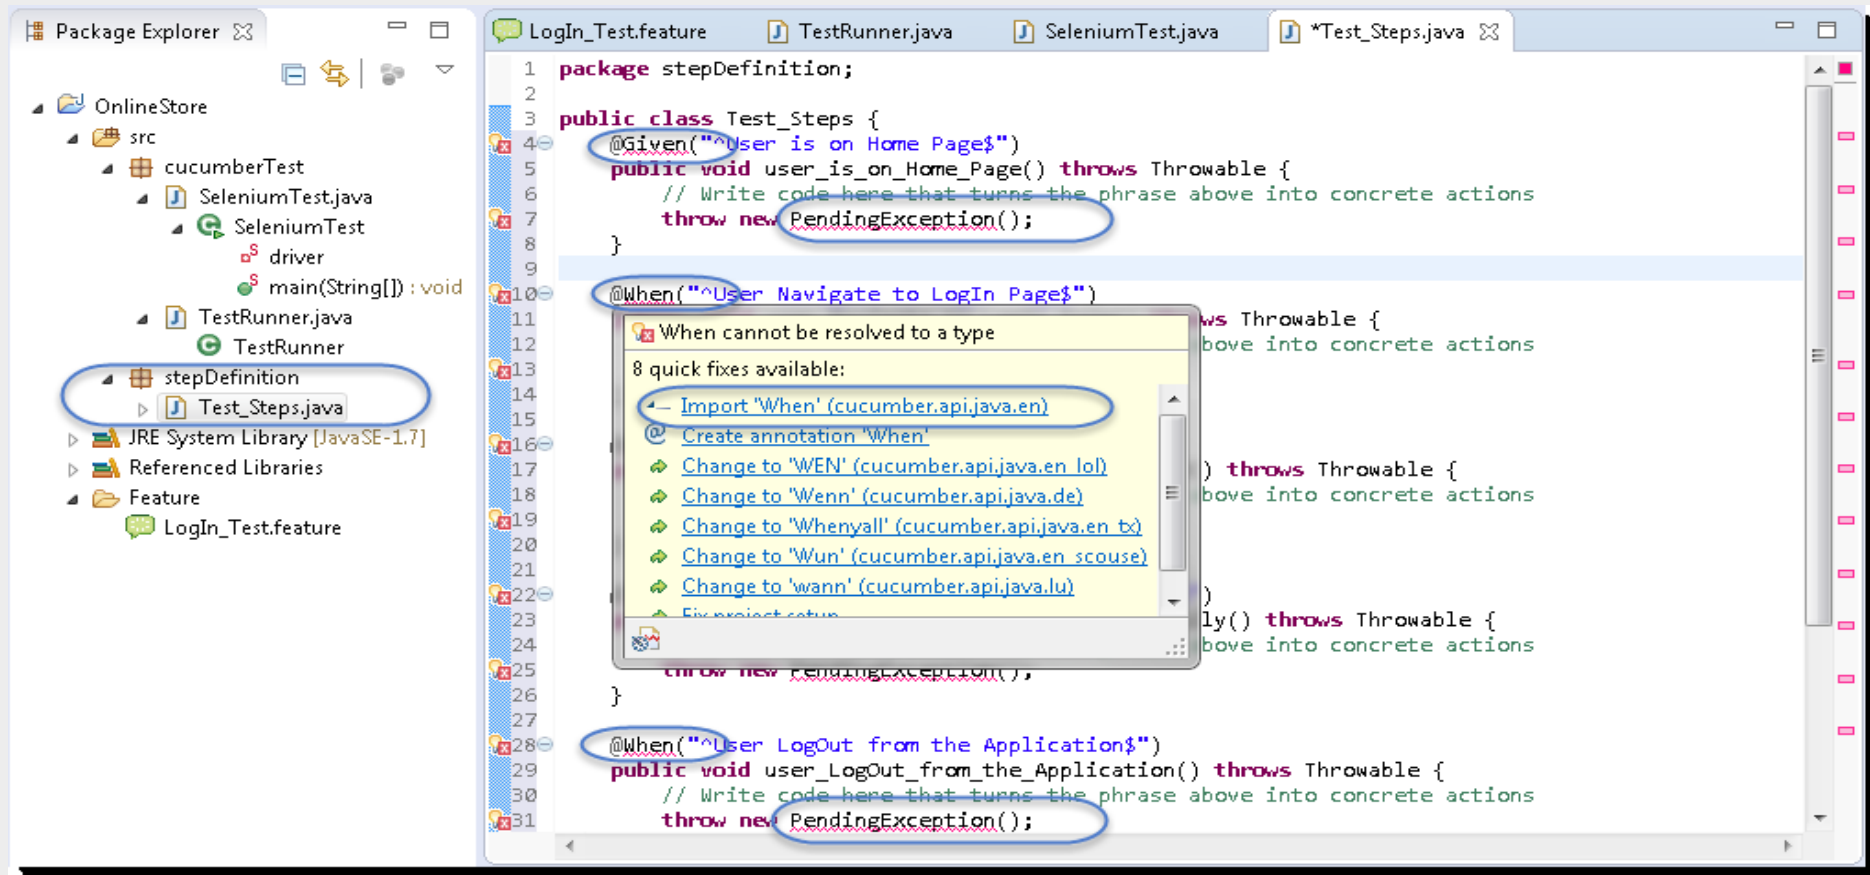 Package Explorer
OnlineStore
src
cucumberTest
SeleniumTest.java
SeleniumTest
driver
main(String[]) : void
TestRunner.java
TestRunner
stepDefinition
Test_Steps.java
JRE System Library [JavaSE-1.7]
Referenced Libraries
Feature
LogIn_Test.feature
LogIn_Test.feature TestRunner.java SeleniumTest.java *Test_Steps.java
1 package stepDefinition;
2
3 public class Test_Steps {
4 @Given("^User is on Home Page$")
5 public void user_is_on_Home_Page() throws Throwable {
6 // Write code here that turns the phrase above into concrete actions
7 throw new PendingException();
8 }
9
10 @When("^User Navigate to LogIn Page$")
11 ws Throwable {
12 bove into concrete actions
13
14
15
16
17 ) throws Throwable {
18 bove into concrete actions
19
20
21
22 )
23 ly() throws Throwable {
24 bove into concrete actions
25 throw new PendingException();
26 }
27
28 @When("^User LogOut from the Application$")
29 public void user_LogOut_from_the_Application() throws Throwable {
30 // Write code here that turns the phrase above into concrete actions
31 throw new PendingException();
When cannot be resolved to a type
8 quick fixes available:
Import 'When' (cucumber.api.java.en)
Create annotation 'When'
Change to 'WEN' (cucumber.api.java.en_lol)
Change to 'Wenn' (cucumber.api.java.de)
Change to 'Whenyall' (cucumber.api.java.en_tx)
Change to 'Wun' (cucumber.api.java.en_scouse)
Change to 'wann' (cucumber.api.java.lu)
Fix project setup